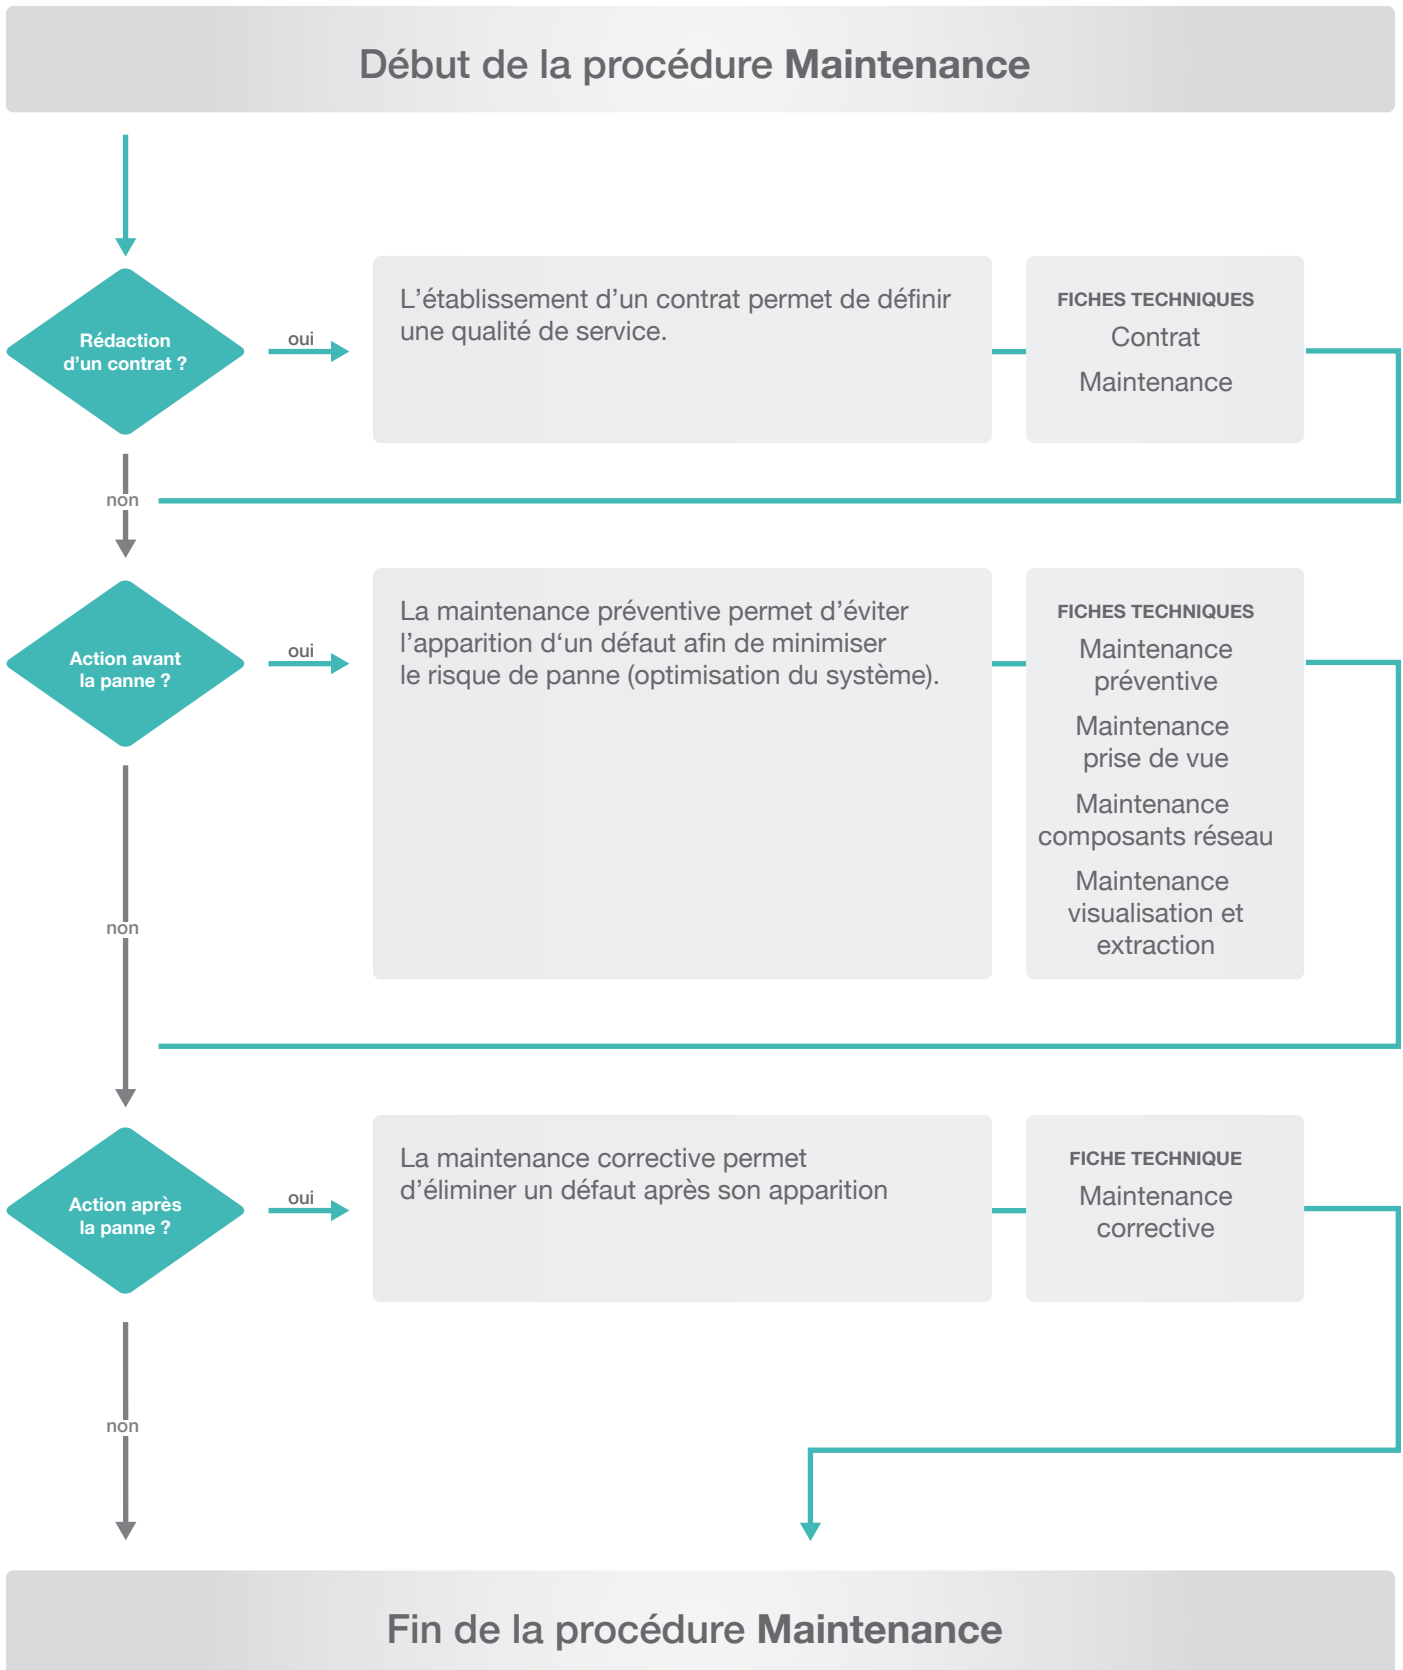 Début de la procédure Maintenance
Rédaction
d’un contrat ?
oui
L’établissement d’un contrat permet de définir
une qualité de service.
FICHES TECHNIQUES
Contrat
Maintenance
non
Action avant
la panne ?
oui
La maintenance préventive permet d’éviter
l’apparition d‘un défaut afin de minimiser
le risque de panne (optimisation du système).
FICHES TECHNIQUES
Maintenance
préventive
Maintenance
prise de vue
Maintenance
composants réseau
Maintenance
visualisation et
extraction
non
Action après
la panne ?
oui
La maintenance corrective permet
d’éliminer un défaut après son apparition
FICHE TECHNIQUE
Maintenance
corrective
non
Fin de la procédure Maintenance